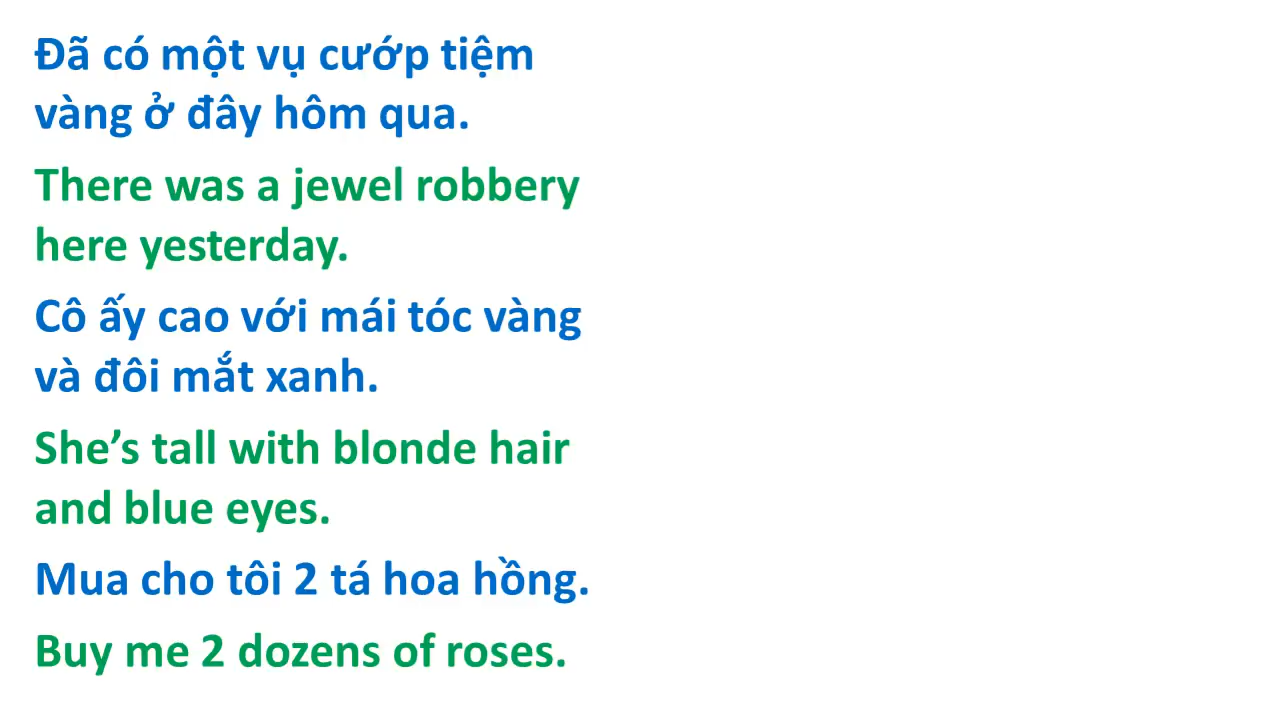 Đã có một vụ cướp tiệm
vàng ở đây hôm qua.
There was a jewel robbery
here yesterday.
Cô ấy cao với mái tóc vàng
và đôi mắt xanh.
She’s tall with blonde hair
and blue eyes.
Mua cho tôi 2 tá hoa hồng.
Buy me 2 dozens of roses.